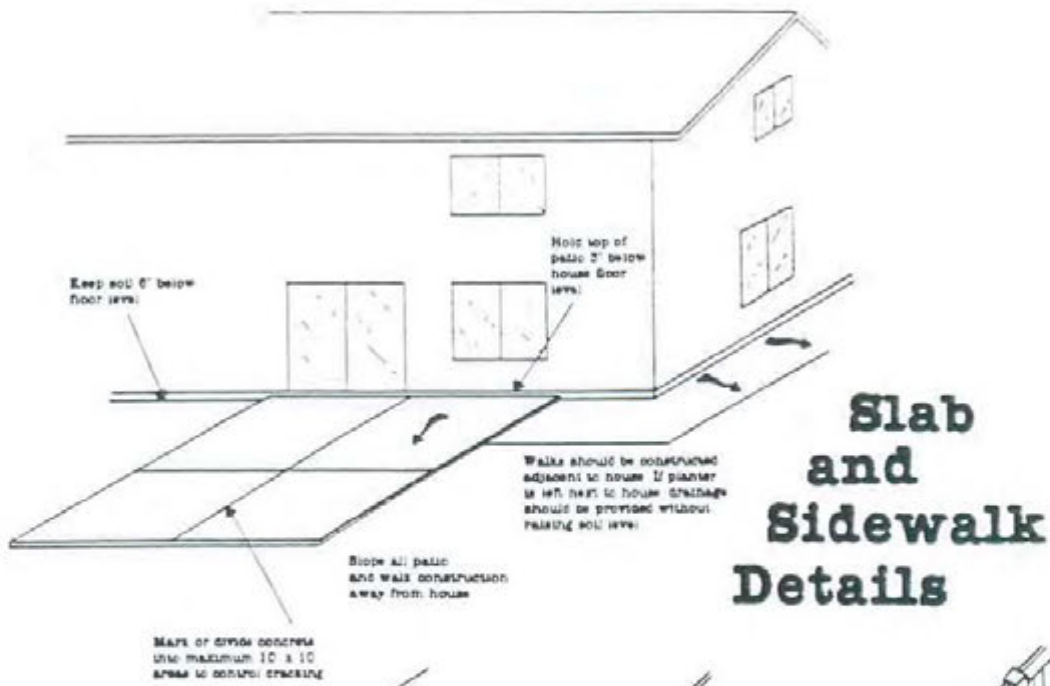 Keep soil 6" below
floor level
Hold top of
patio 3" below
house floor
level
Slab
and
Sidewalk
Details
Walks should be constructed
adjacent to house. If planter
is left next to house drainage
should be provided without
raising soil level
Slope all patio
and walk construction
away from house
Mark or divide concrete
into maximum 10 x 10
areas to control cracking